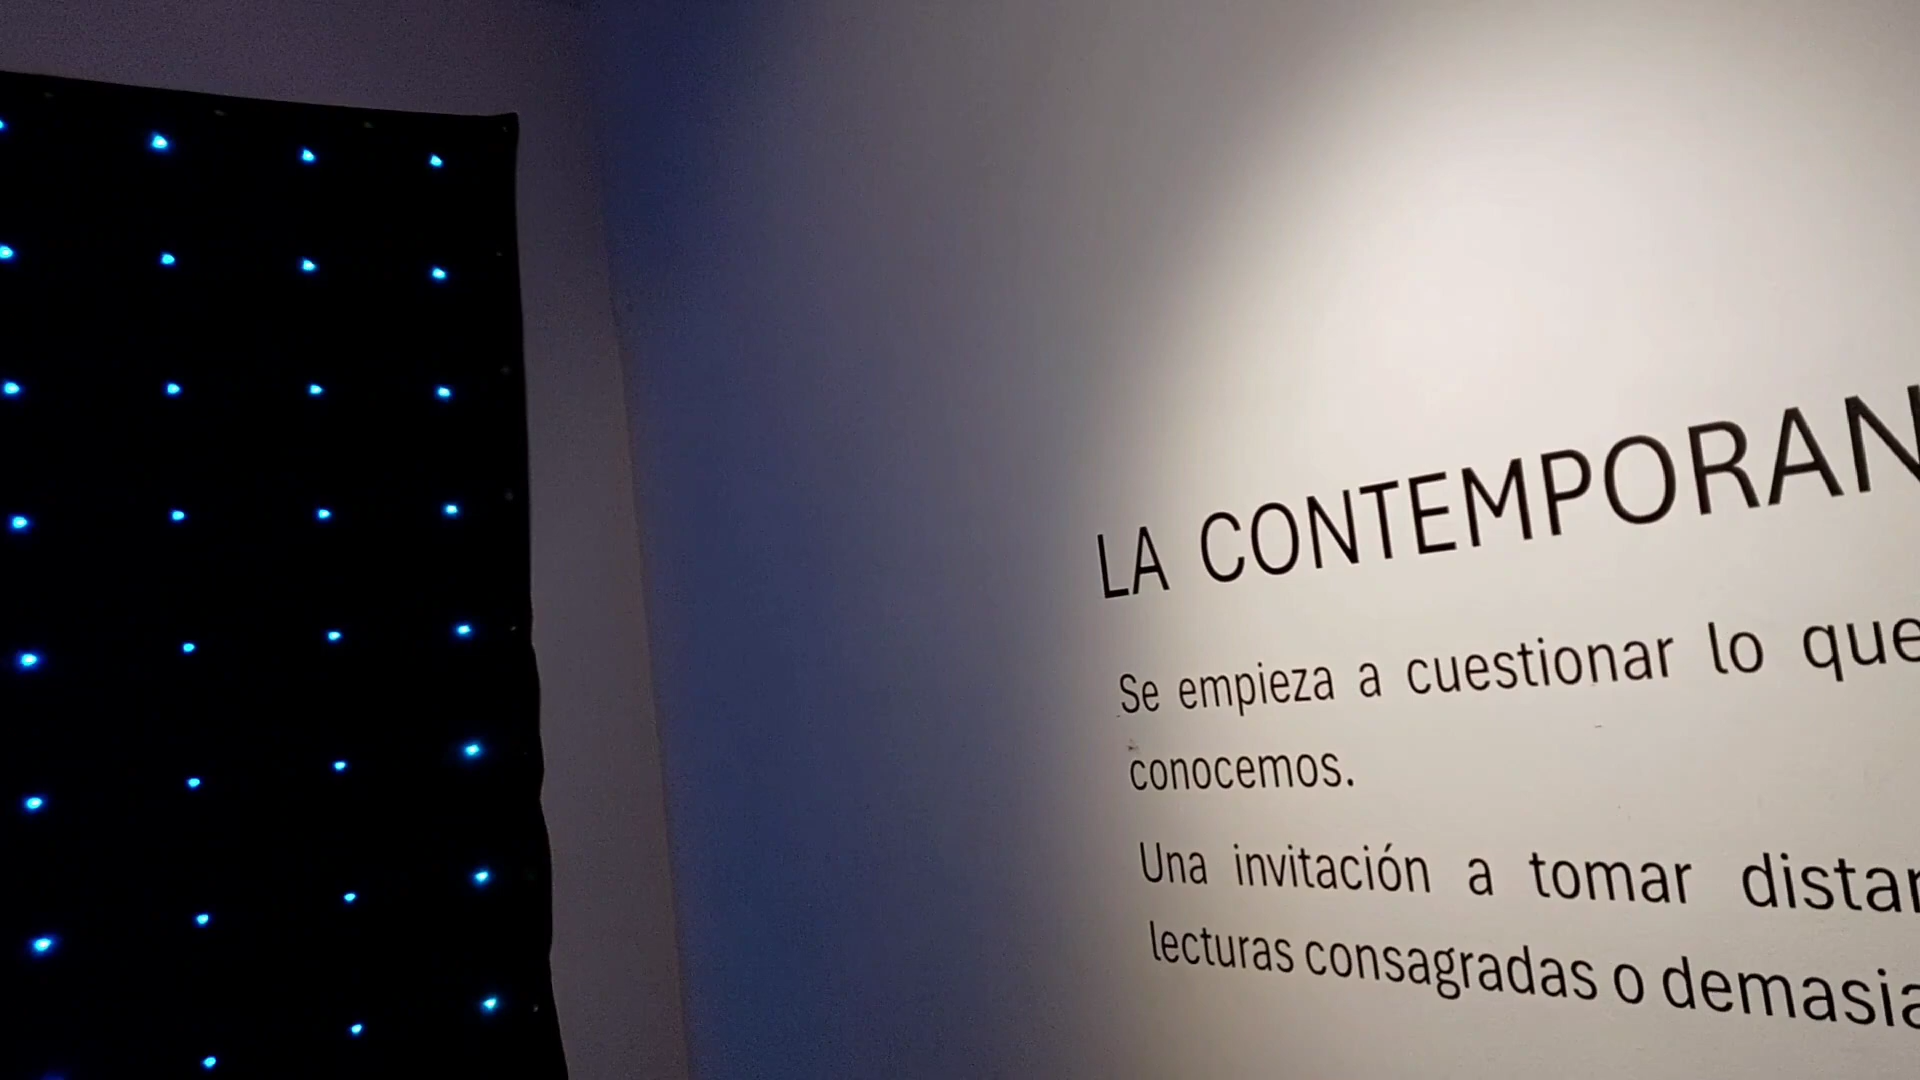 LA CONTEMPORAN
Se empieza a cuestionar lo que
conocemos.
Una invitación a tomar distan
lecturas consagradas o demasia